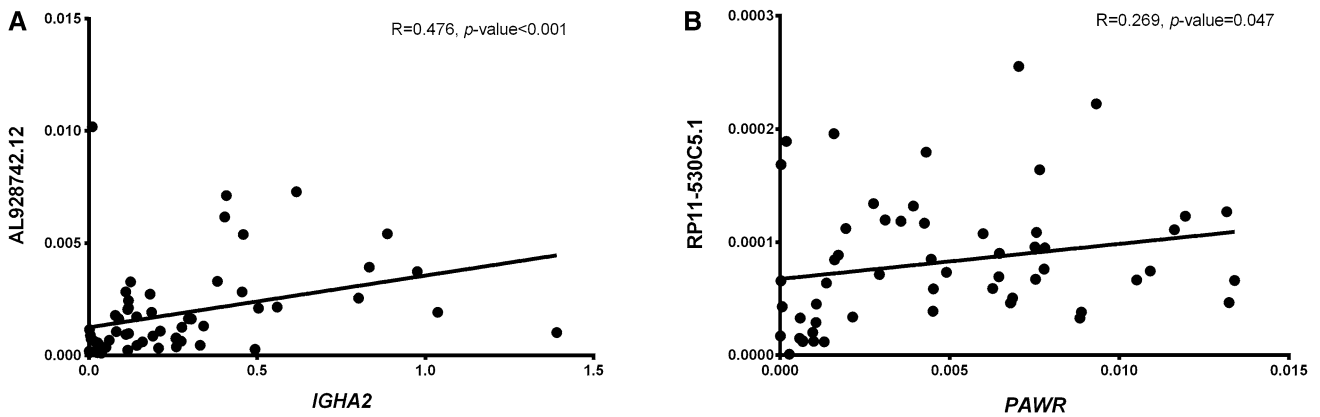 A
R=0.476, p-value<0.001
AL928742.12
0.015
0.010
0.005
0.000
0.0 0.5 1.0 1.5
IGHA2
B
R=0.269, p-value=0.047
RP11-530C5.1
0.0003
0.0002
0.0001
0.0000
0.000 0.005 0.010 0.015
PAWR